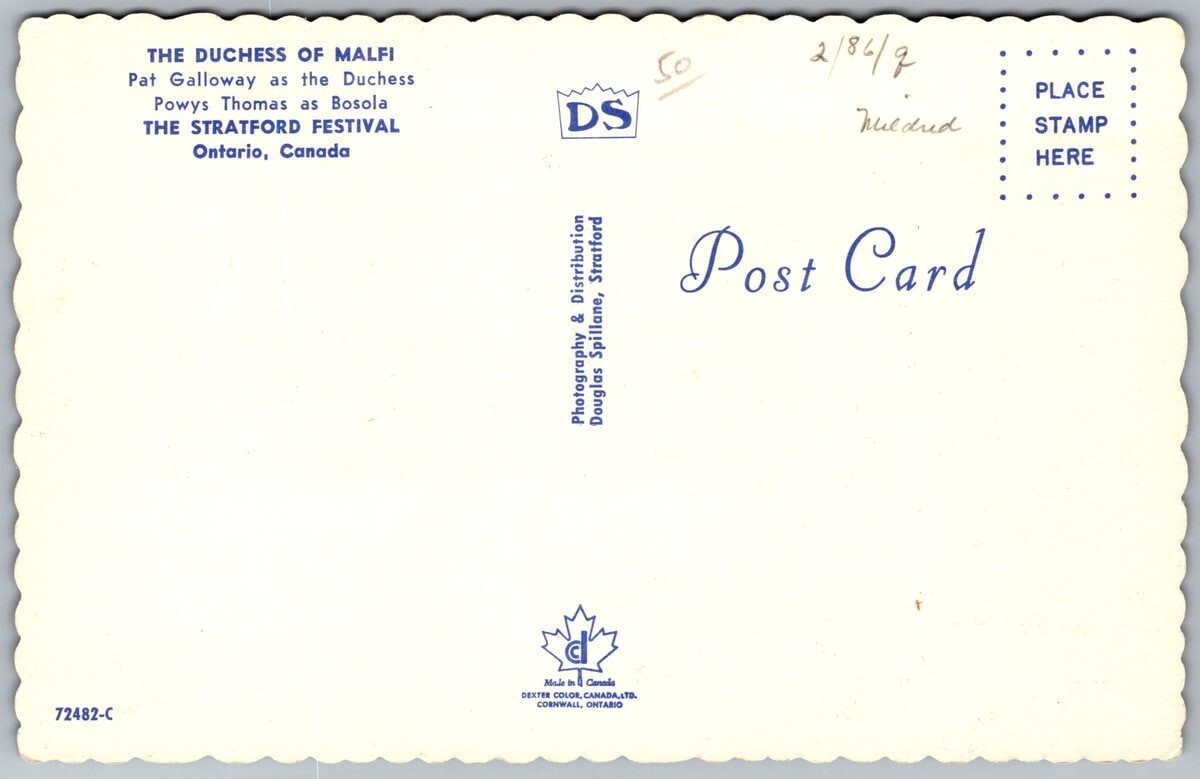 THE DUCHESS OF MALFI
Pat Galloway as the Duchess
Powys Thomas as Bosola
THE STRATFORD FESTIVAL
Ontario, Canada
DS
50
2/86/g
Mildred
PLACE
STAMP
HERE
Photography & Distribution
Douglas Spillane, Stratford
Post Card
cd
Made in Canada
DEXTER COLOR, CANADA, LTD.
CORNWALL, ONTARIO
72482-C